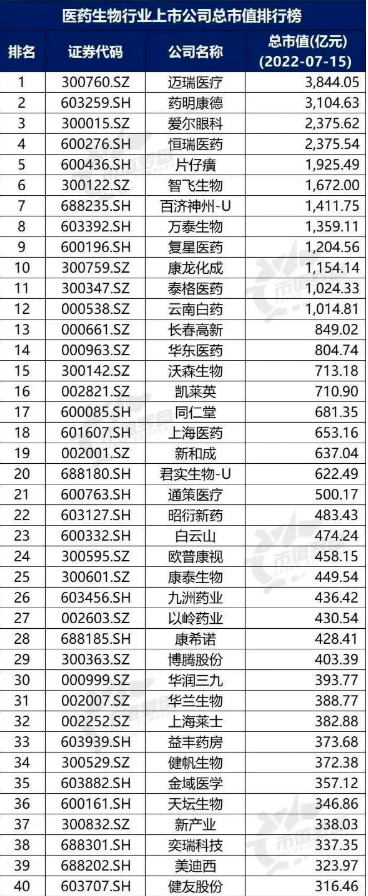 医药生物行业上市公司总市值排行榜
排名 证券代码 公司名称 总市值(亿元)
(2022-07-15)
1 300760.SZ 迈瑞医疗 3,844.05
2 603259.SH 药明康德 3,104.63
3 300015.SZ 爱尔眼科 2,375.62
4 600276.SH 恒瑞医药 2,375.54
5 600436.SH 片仔癀 1,925.49
6 300122.SZ 智飞生物 1,672.00
7 688235.SH 百济神州-U 1,411.75
8 603392.SH 万泰生物 1,359.11
9 600196.SH 复星医药 1,204.56
10 300759.SZ 康龙化成 1,154.14
11 300347.SZ 泰格医药 1,024.33
12 000538.SZ 云南白药 1,014.81
13 000661.SZ 长春高新 849.02
14 000963.SZ 华东医药 804.74
15 300142.SZ 沃森生物 713.18
16 002821.SZ 凯莱英 710.90
17 600085.SH 同仁堂 681.35
18 601607.SH 上海医药 653.16
19 002001.SZ 新和成 637.04
20 688180.SH 君实生物-U 622.49
21 600763.SH 通策医疗 500.17
22 603127.SH 昭衍新药 483.43
23 600332.SH 白云山 474.24
24 300595.SZ 欧普康视 458.15
25 300601.SZ 康泰生物 449.54
26 603456.SH 九洲药业 436.42
27 002603.SZ 以岭药业 430.54
28 688185.SH 康希诺 428.41
29 300363.SZ 博腾股份 403.39
30 000999.SZ 华润三九 393.77
31 002007.SZ 华兰生物 388.77
32 002252.SZ 上海莱士 382.88
33 603939.SH 益丰药房 373.68
34 300529.SZ 健帆生物 372.38
35 603882.SH 金域医学 357.12
36 600161.SH 天坛生物 346.86
37 300832.SZ 新产业 338.03
38 688301.SH 奕瑞科技 337.35
39 688202.SH 美迪西 323.97
40 603707.SH 健友股份 316.46